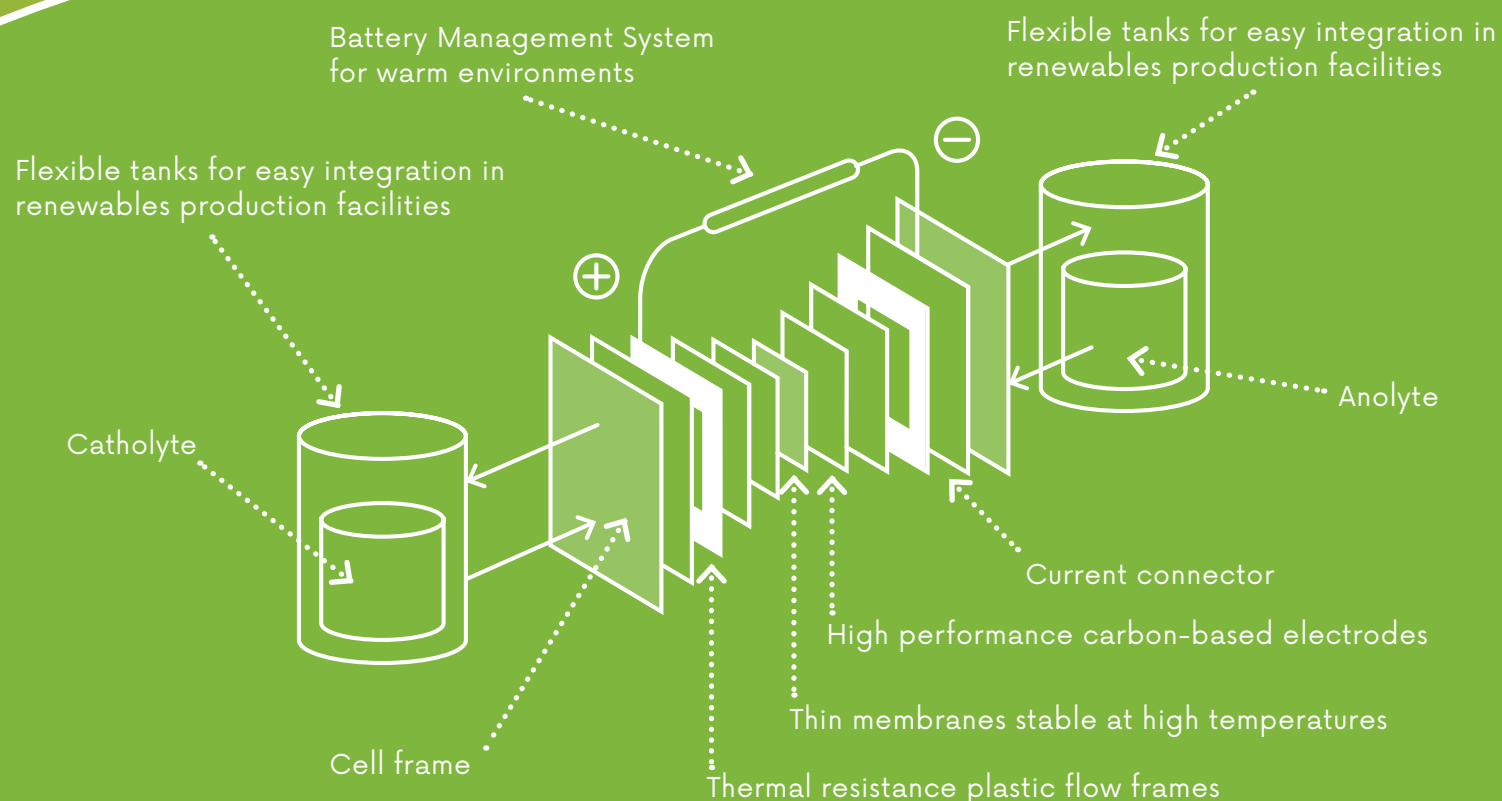 Battery Management System
for warm environments
Flexible tanks for easy integration in
renewables production facilities
Flexible tanks for easy integration in
renewables production facilities
+
−
Catholyte
Anolyte
Current connector
High performance carbon-based electrodes
Thin membranes stable at high temperatures
Cell frame
Thermal resistance plastic flow frames